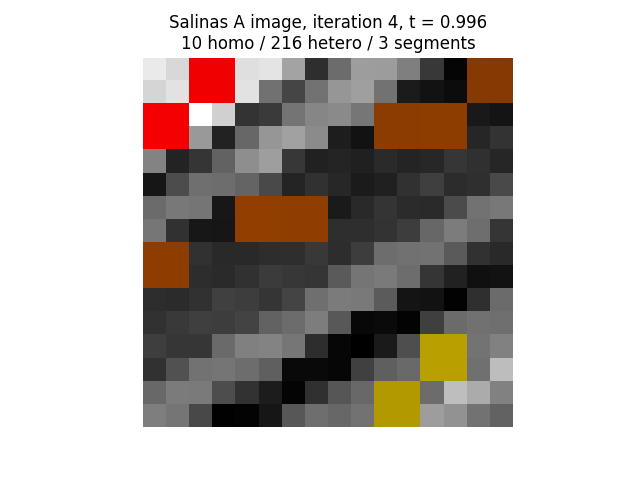 Salinas A image, iteration 4, t = 0.996
10 homo / 216 hetero / 3 segments